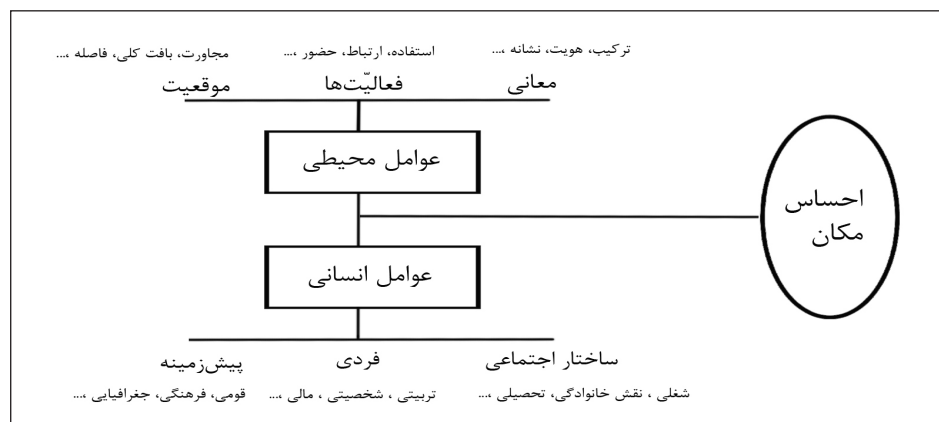 ترکیب، هویت، نشانه ،...
استفاده، ارتباط، حضور ،...
مجاورت، بافت کلی، فاصله ،...
معانی
فعالیّت‌ها
موقعیت
عوامل محیطی
احساس
مکان
عوامل انسانی
ساختار اجتماعی
فردی
پیش‌زمینه
شغلی ، نقش خانوادگی، تحصیلی ،...
تربیتی ، شخصیتی ، مالی ،...
قومی، فرهنگی، جغرافیایی ،...